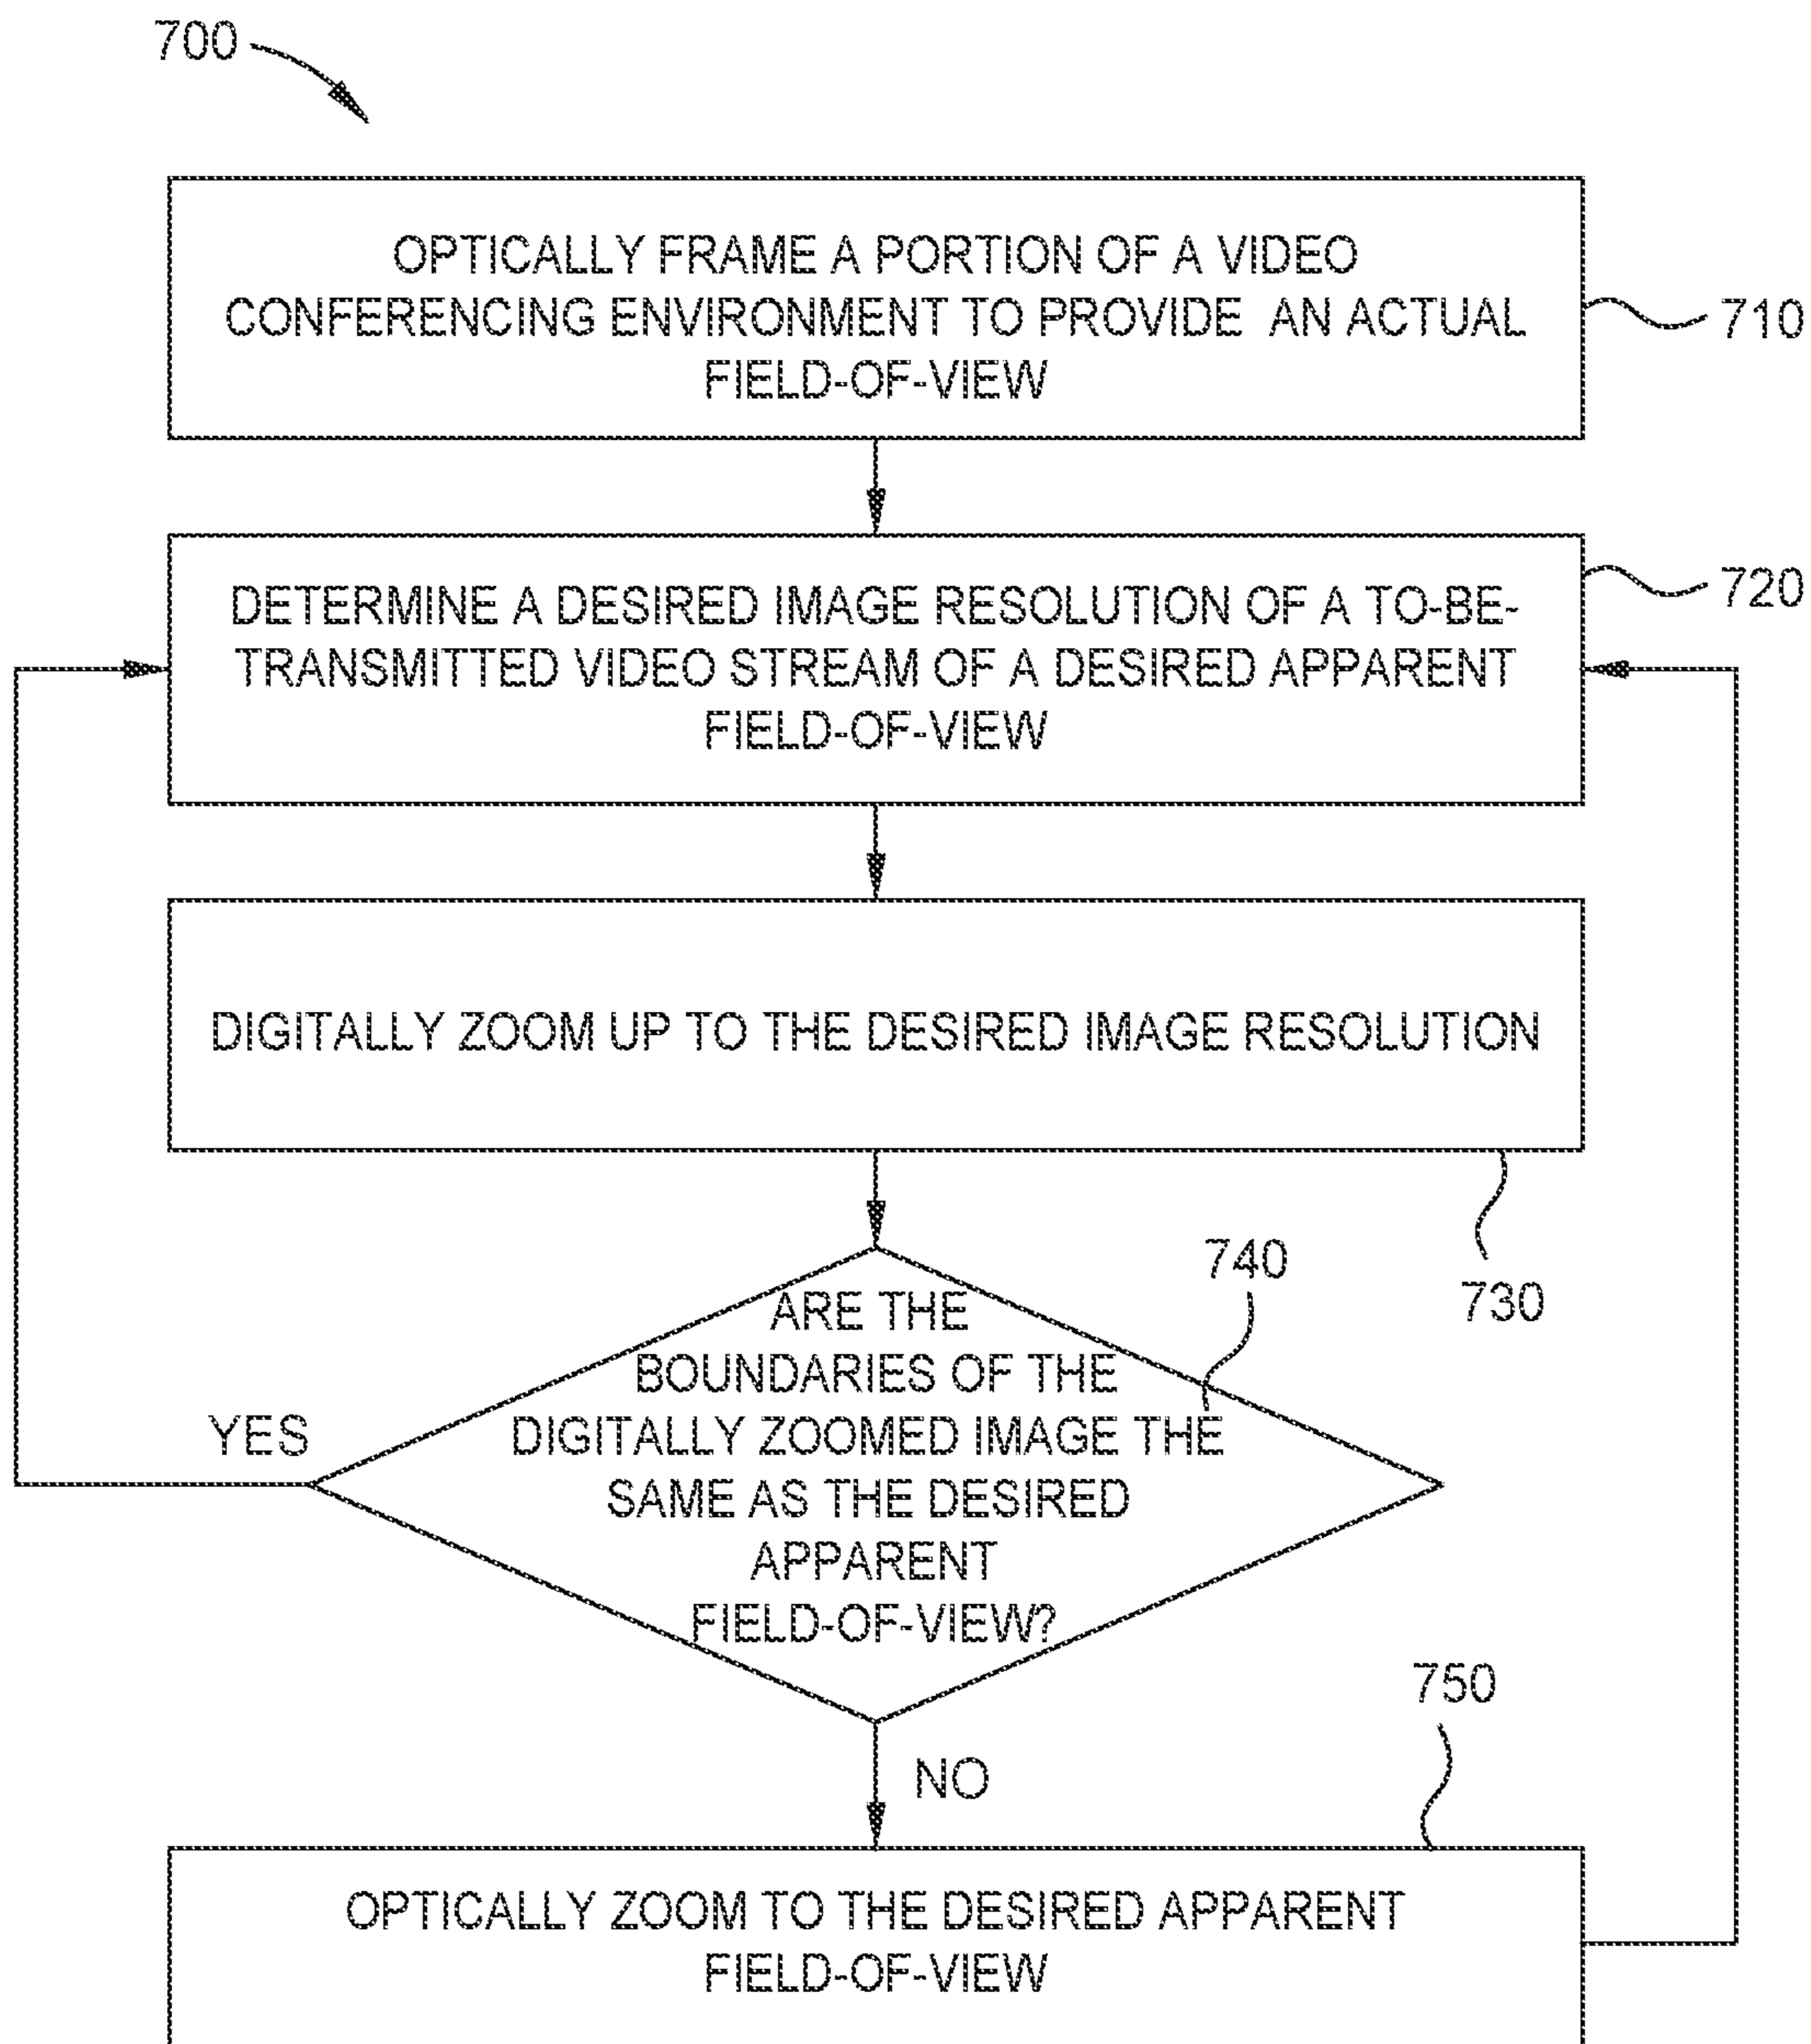 700
OPTICALLY FRAME A PORTION OF A VIDEO
CONFERENCING ENVIRONMENT TO PROVIDE AN ACTUAL
FIELD-OF-VIEW
710
DETERMINE A DESIRED IMAGE RESOLUTION OF A TO-BE-
TRANSMITTED VIDEO STREAM OF A DESIRED APPARENT
FIELD-OF-VIEW
720
DIGITALLY ZOOM UP TO THE DESIRED IMAGE RESOLUTION
730
740
ARE THE
BOUNDARIES OF THE
DIGITALLY ZOOMED IMAGE THE
SAME AS THE DESIRED
APPARENT
FIELD-OF-VIEW?
YES
NO
750
OPTICALLY ZOOM TO THE DESIRED APPARENT
FIELD-OF-VIEW